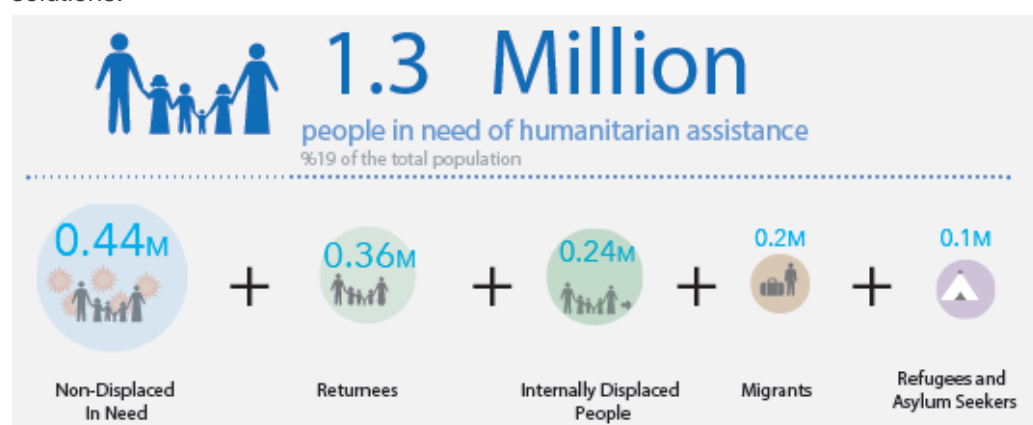 solutions.
1.3 Million
people in need of humanitarian assistance
%19 of the total population
0.44M
0.36M
0.24M
0.2M
0.1M
+
+
+
+
Non-Displaced
In Need
Returnees
Internally Displaced
People
Migrants
Refugees and
Asylum Seekers